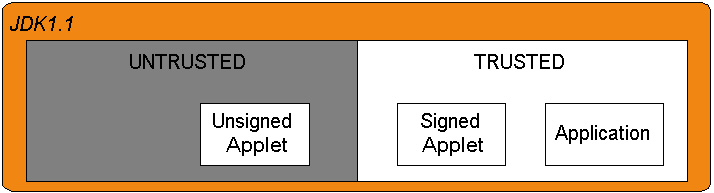 JDK1.1
UNTRUSTED
TRUSTED
Unsigned
Applet
Signed
Applet
Application